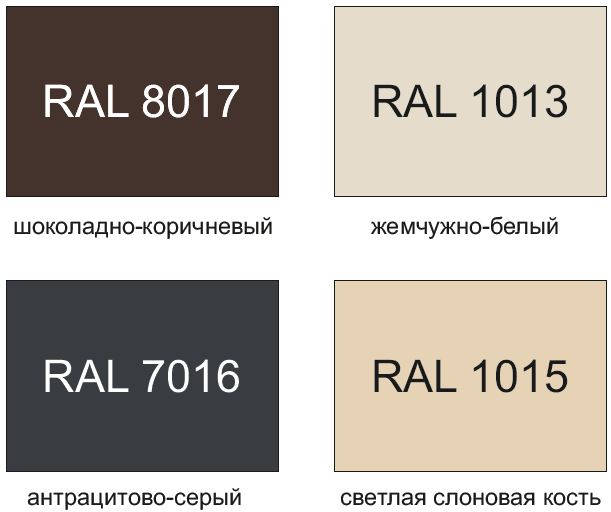 RAL 8017
RAL 1013
шоколадно-коричневый
жемчужно-белый
RAL 7016
RAL 1015
антрацитово-серый
светлая слоновая кость